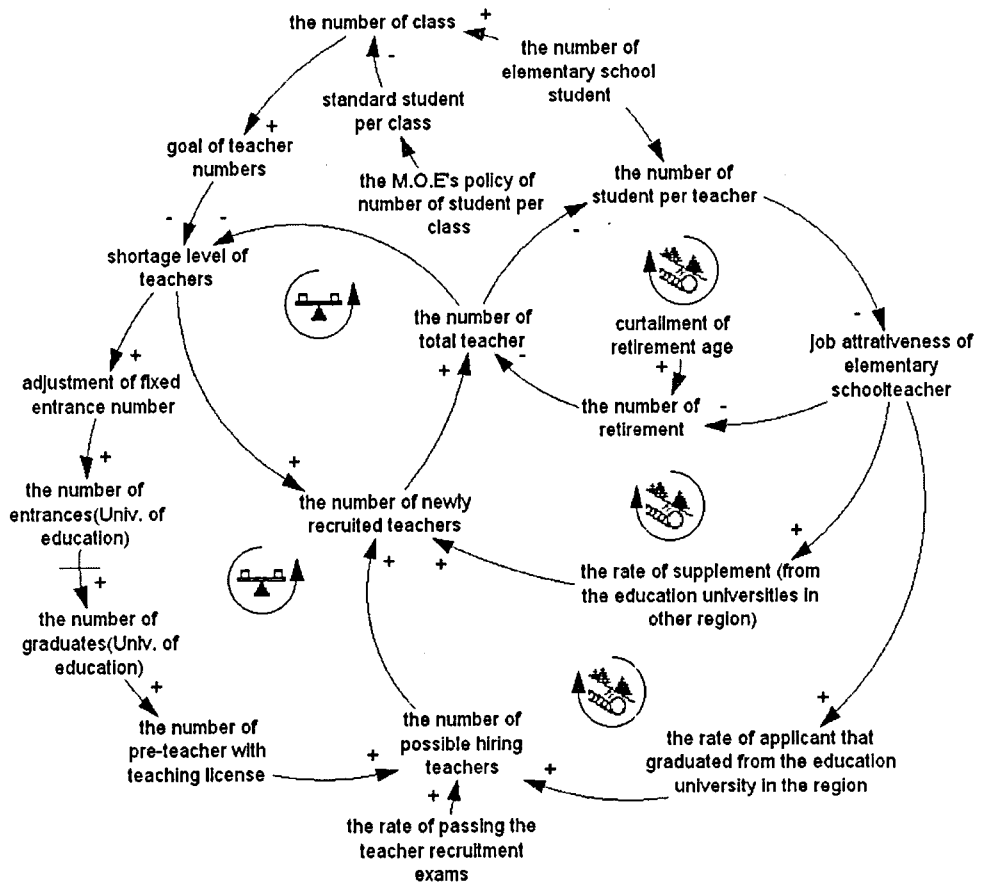 the number of class
+
the number of
elementary school
student
-
standard student
per class
+
goal of teacher
numbers
the M.O.E's policy of
number of student per
class
the number of
student per teacher
-
-
-
shortage level of
teachers
the number of
total teacher
curtailment of
retirement age
-
job attrativeness of
elementary
schoolteacher
+
adjustment of fixed
entrance number
+
-
+
the number of
retirement
-
+
the number of
entrances(Univ. of
education)
+
the number of newly
recruited teachers
+
+
+
the rate of supplement (from
the education universities in
other region)
+
the number of
graduates(Univ. of
education)
+
the number of
pre-teacher with
teaching license
+
the number of
possible hiring
teachers
+
+
the rate of applicant that
graduated from the education
university in the region
+
the rate of passing the
teacher recruitment
exams